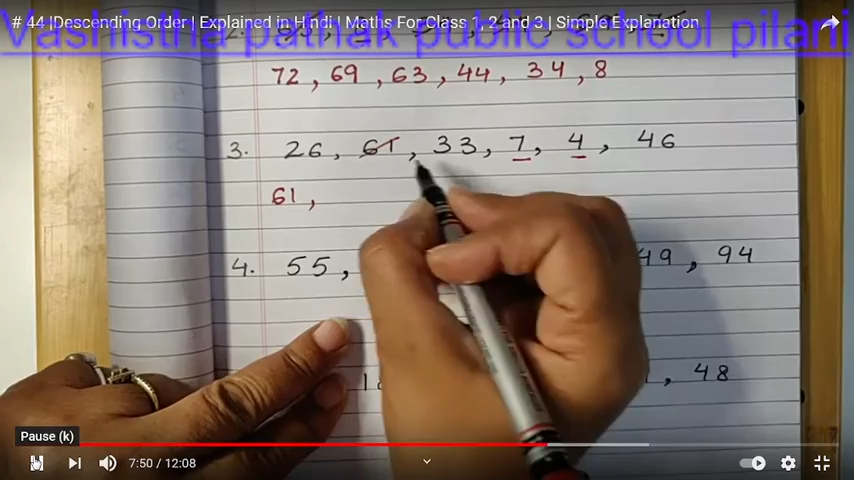 # 44 |Descending Order | Explained in Hindi | Maths For Class 1, 2 and 3 | Simple Explanation
Vashistha pathak public school pilani
72, 69, 63, 44, 34, 8
3. 26, 61, 33, 7, 4, 46
61,
4. 55, 49, 94
, 48
Pause (k)
7:50 / 12:08